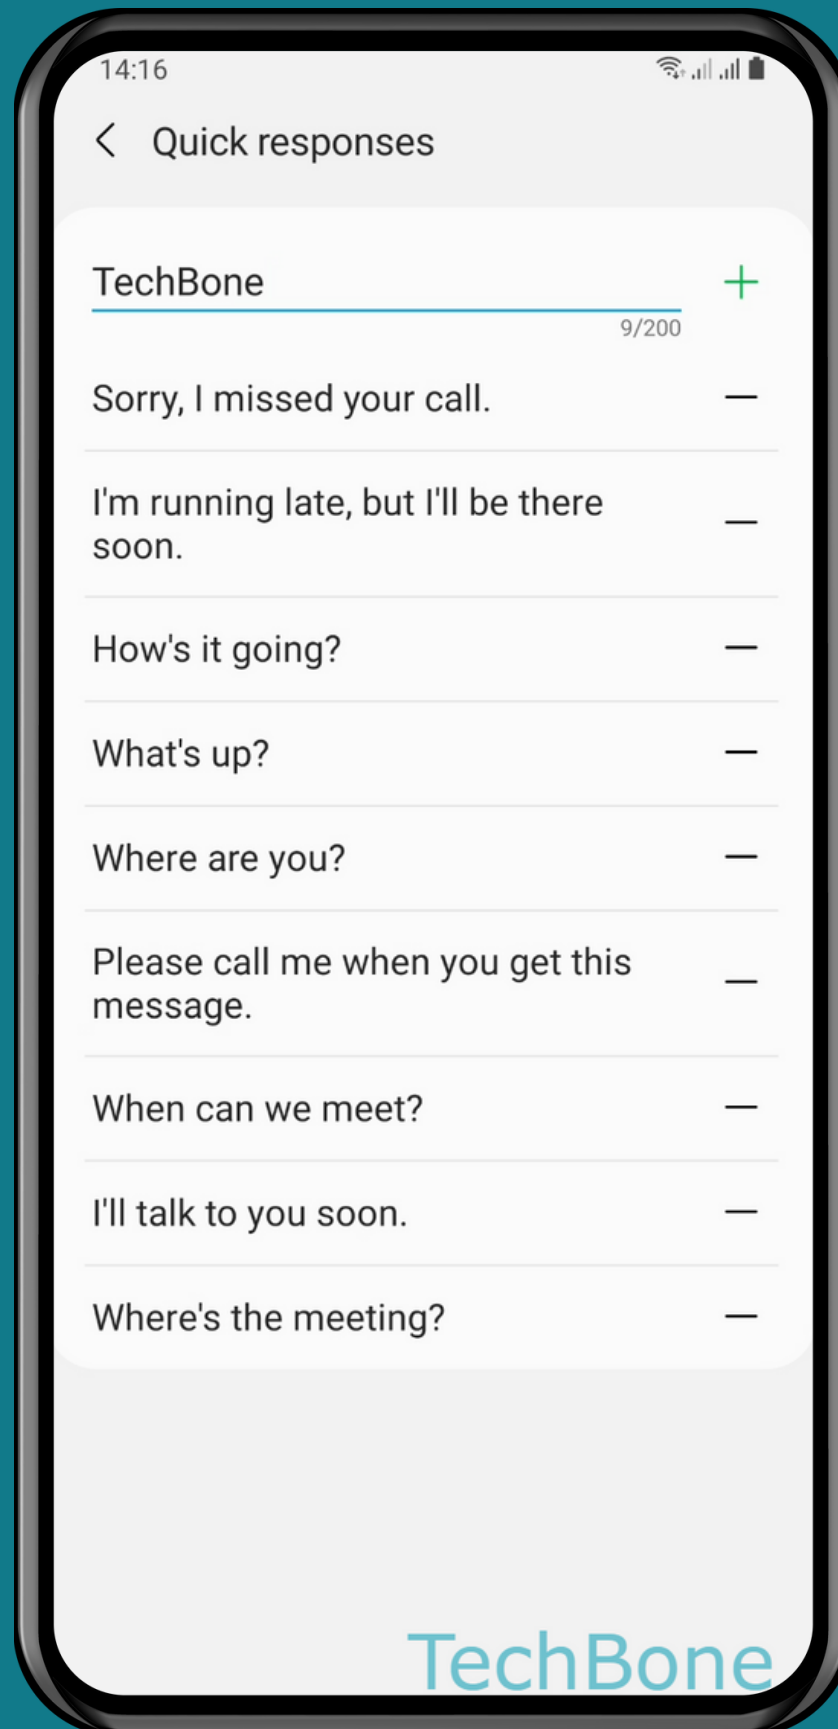 14:16
Quick responses
TechBone
9/200
Sorry, I missed your call.
I'm running late, but I'll be there
soon.
How's it going?
What's up?
Where are you?
Please call me when you get this
message.
When can we meet?
I'll talk to you soon.
Where's the meeting?
TechBone